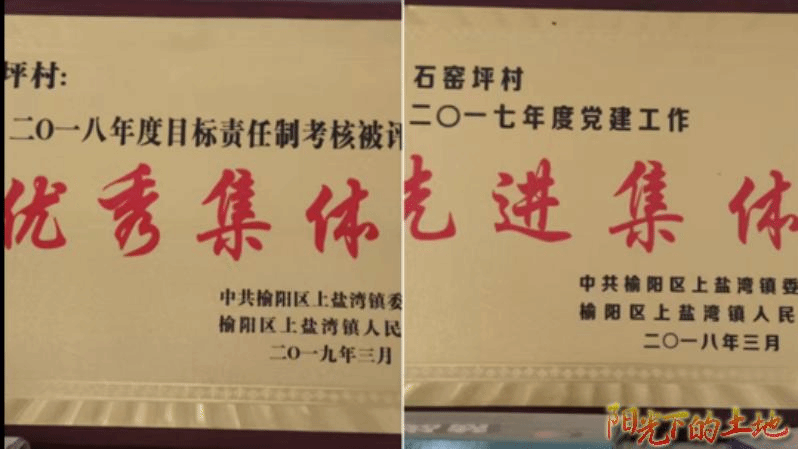 坪村:
二〇一八年度目标责任制考核被评
优秀集体
中共榆阳区上盐湾镇委
榆阳区上盐湾镇人民
二〇一九年三月
石窑坪村
二〇一七年度党建工作
先进集体
中共榆阳区上盐湾镇委
榆阳区上盐湾镇人民
二〇一八年三月
阳光下的土地